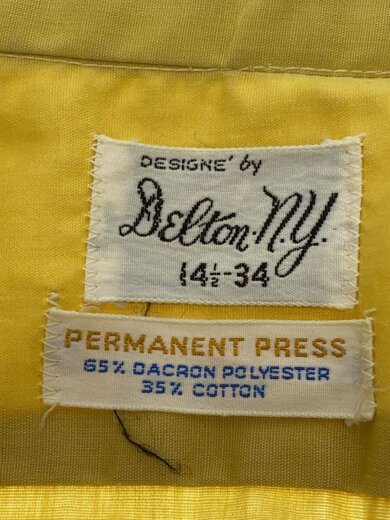 DESIGNE' by
Delton·N.Y.
14½-34
PERMANENT PRESS
65% DACRON POLYESTER
35% COTTON